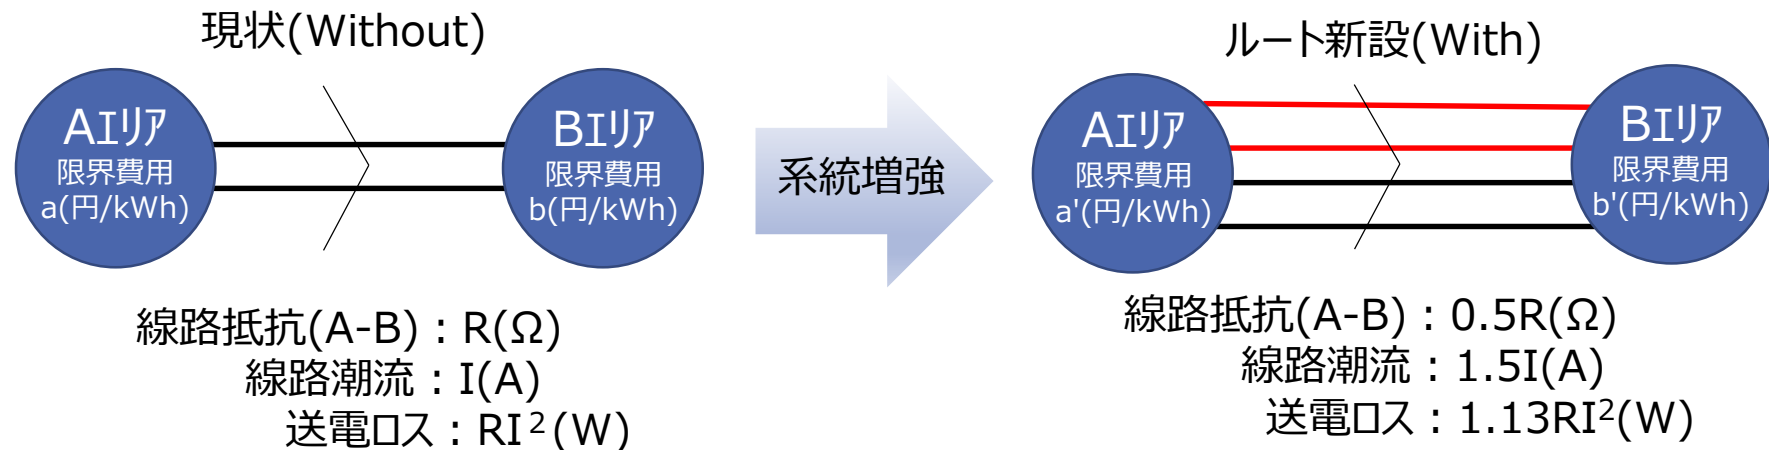 現状(Without)
Aエリア
限界費用
a(円/kWh)
Bエリア
限界費用
b(円/kWh)
線路抵抗(A-B)：R(Ω)
線路潮流：I(A)
送電ロス：RI²(W)
系統増強
ルート新設(With)
Aエリア
限界費用
a'(円/kWh)
Bエリア
限界費用
b'(円/kWh)
線路抵抗(A-B)：0.5R(Ω)
線路潮流：1.5I(A)
送電ロス：1.13RI²(W)